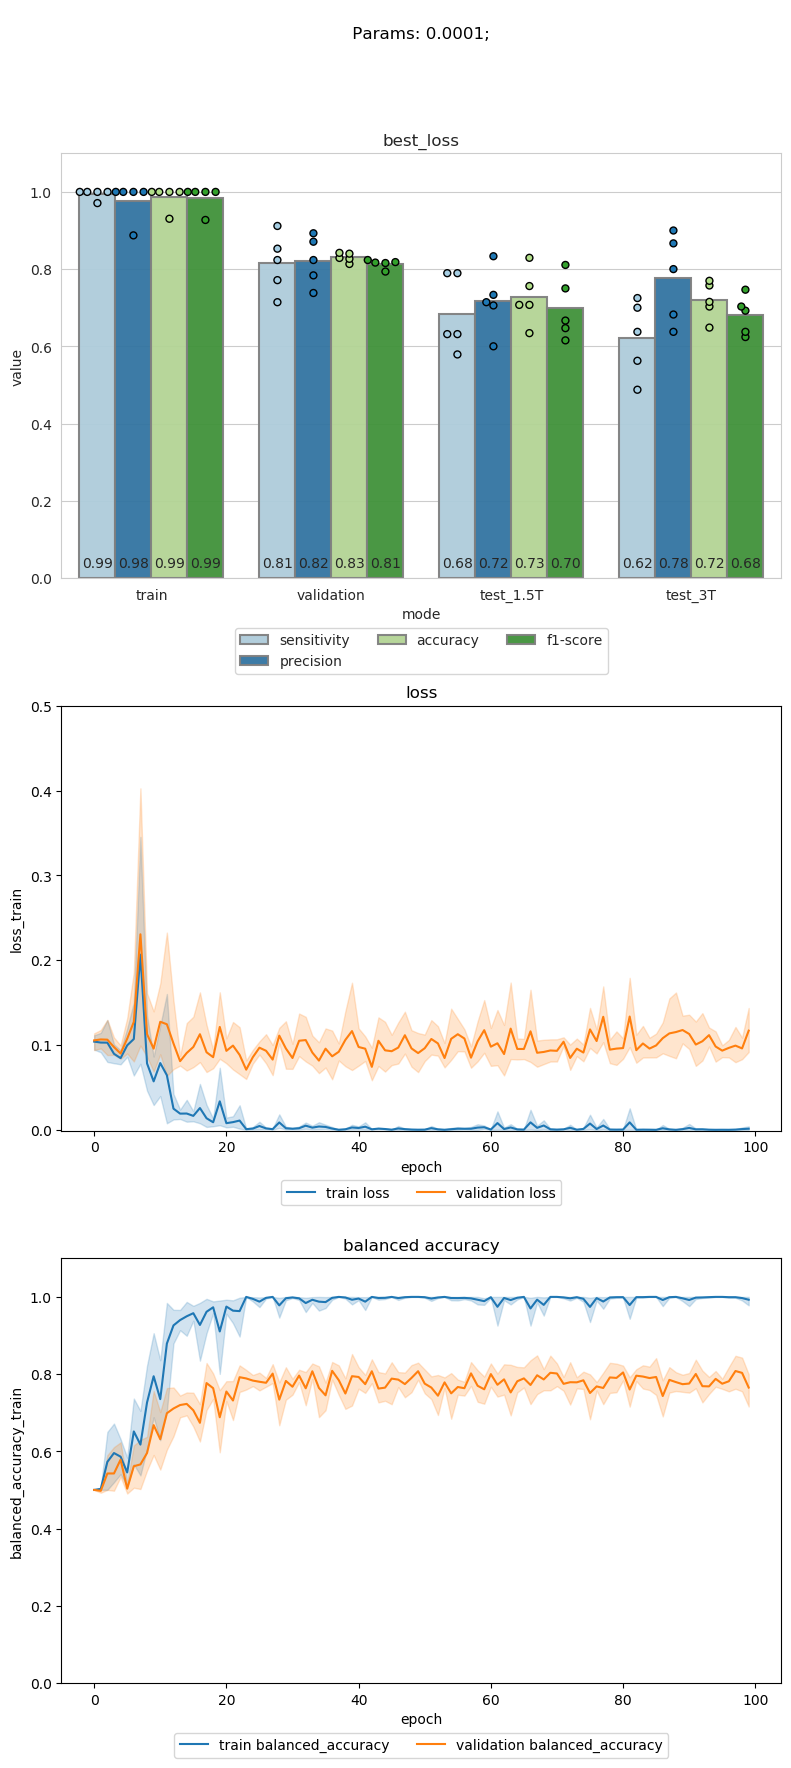 Params: 0.0001;
best_loss
value
1.0
0.8
0.6
0.4
0.2
0.0
0.99 0.98 0.99 0.99 0.81 0.82 0.83 0.81 0.68 0.72 0.73 0.70 0.62 0.78 0.72 0.68
train validation test_1.5T test_3T
mode
sensitivity accuracy f1-score
precision
loss
loss_train
0.5
0.4
0.3
0.2
0.1
0.0
0 20 40 60 80 100
epoch
train loss validation loss
balanced accuracy
balanced_accuracy_train
1.0
0.8
0.6
0.4
0.2
0.0
0 20 40 60 80 100
epoch
train balanced_accuracy validation balanced_accuracy